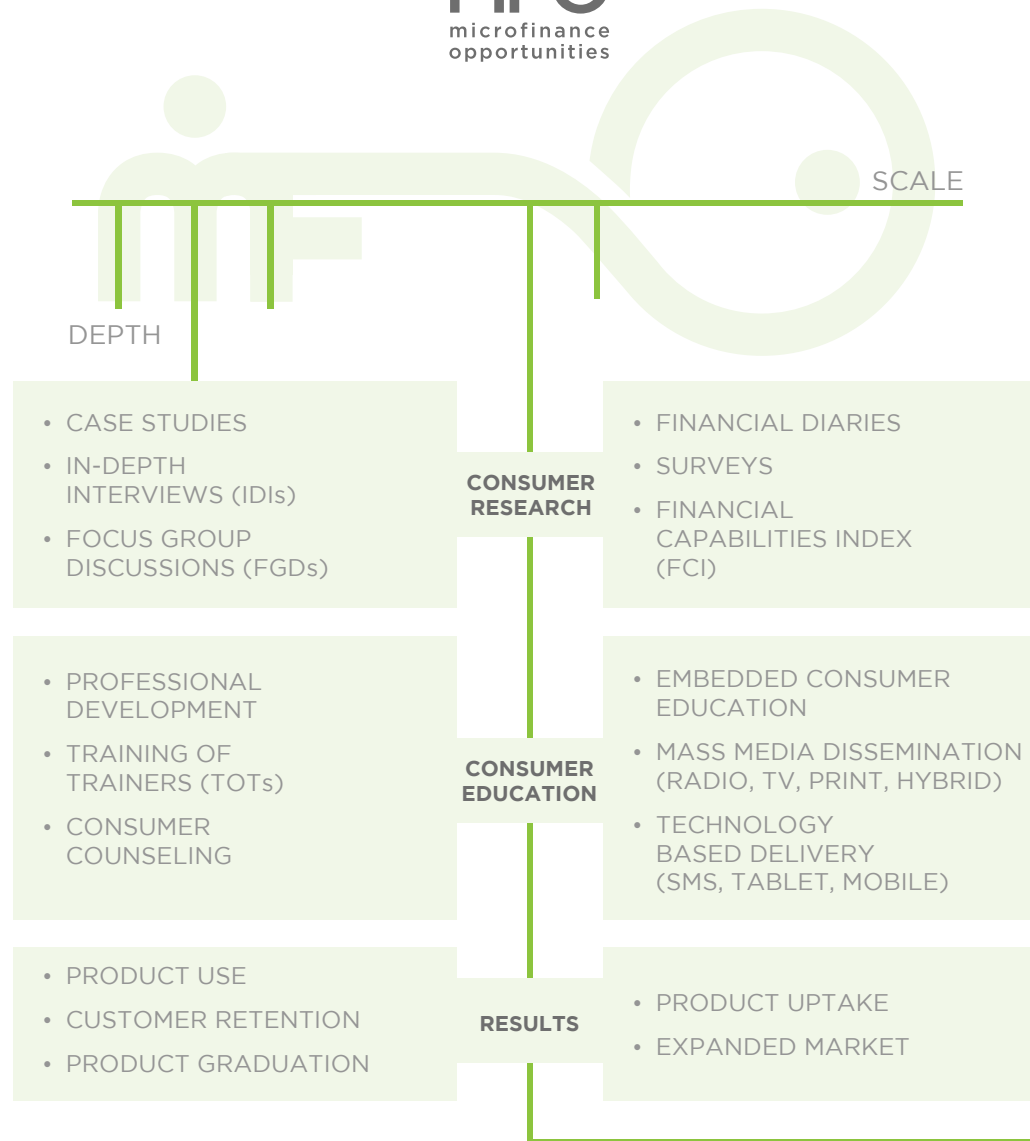 microfinance
opportunities
SCALE
DEPTH
• CASE STUDIES
• IN-DEPTH
INTERVIEWS (IDIs)
• FOCUS GROUP
DISCUSSIONS (FGDs)
CONSUMER
RESEARCH
• FINANCIAL DIARIES
• SURVEYS
• FINANCIAL
CAPABILITIES INDEX
(FCI)
• PROFESSIONAL
DEVELOPMENT
• TRAINING OF
TRAINERS (TOTs)
• CONSUMER
COUNSELING
CONSUMER
EDUCATION
• EMBEDDED CONSUMER
EDUCATION
• MASS MEDIA DISSEMINATION
(RADIO, TV, PRINT, HYBRID)
• TECHNOLOGY
BASED DELIVERY
(SMS, TABLET, MOBILE)
• PRODUCT USE
• CUSTOMER RETENTION
• PRODUCT GRADUATION
RESULTS
• PRODUCT UPTAKE
• EXPANDED MARKET